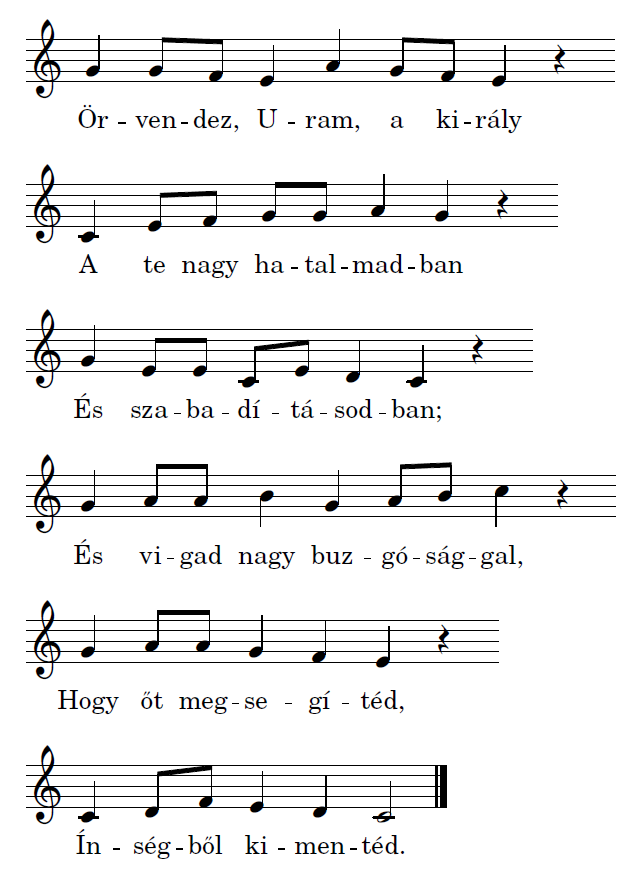 Ör - ven - dez, U - ram, a ki - rály
A te nagy ha - tal - mad - ban
És sza - ba - dí - tá - sod - ban;
És vi - gad nagy buz - gó - ság - gal,
Hogy őt meg - se - gí - téd,
Ín - ség - ből ki - men - téd.